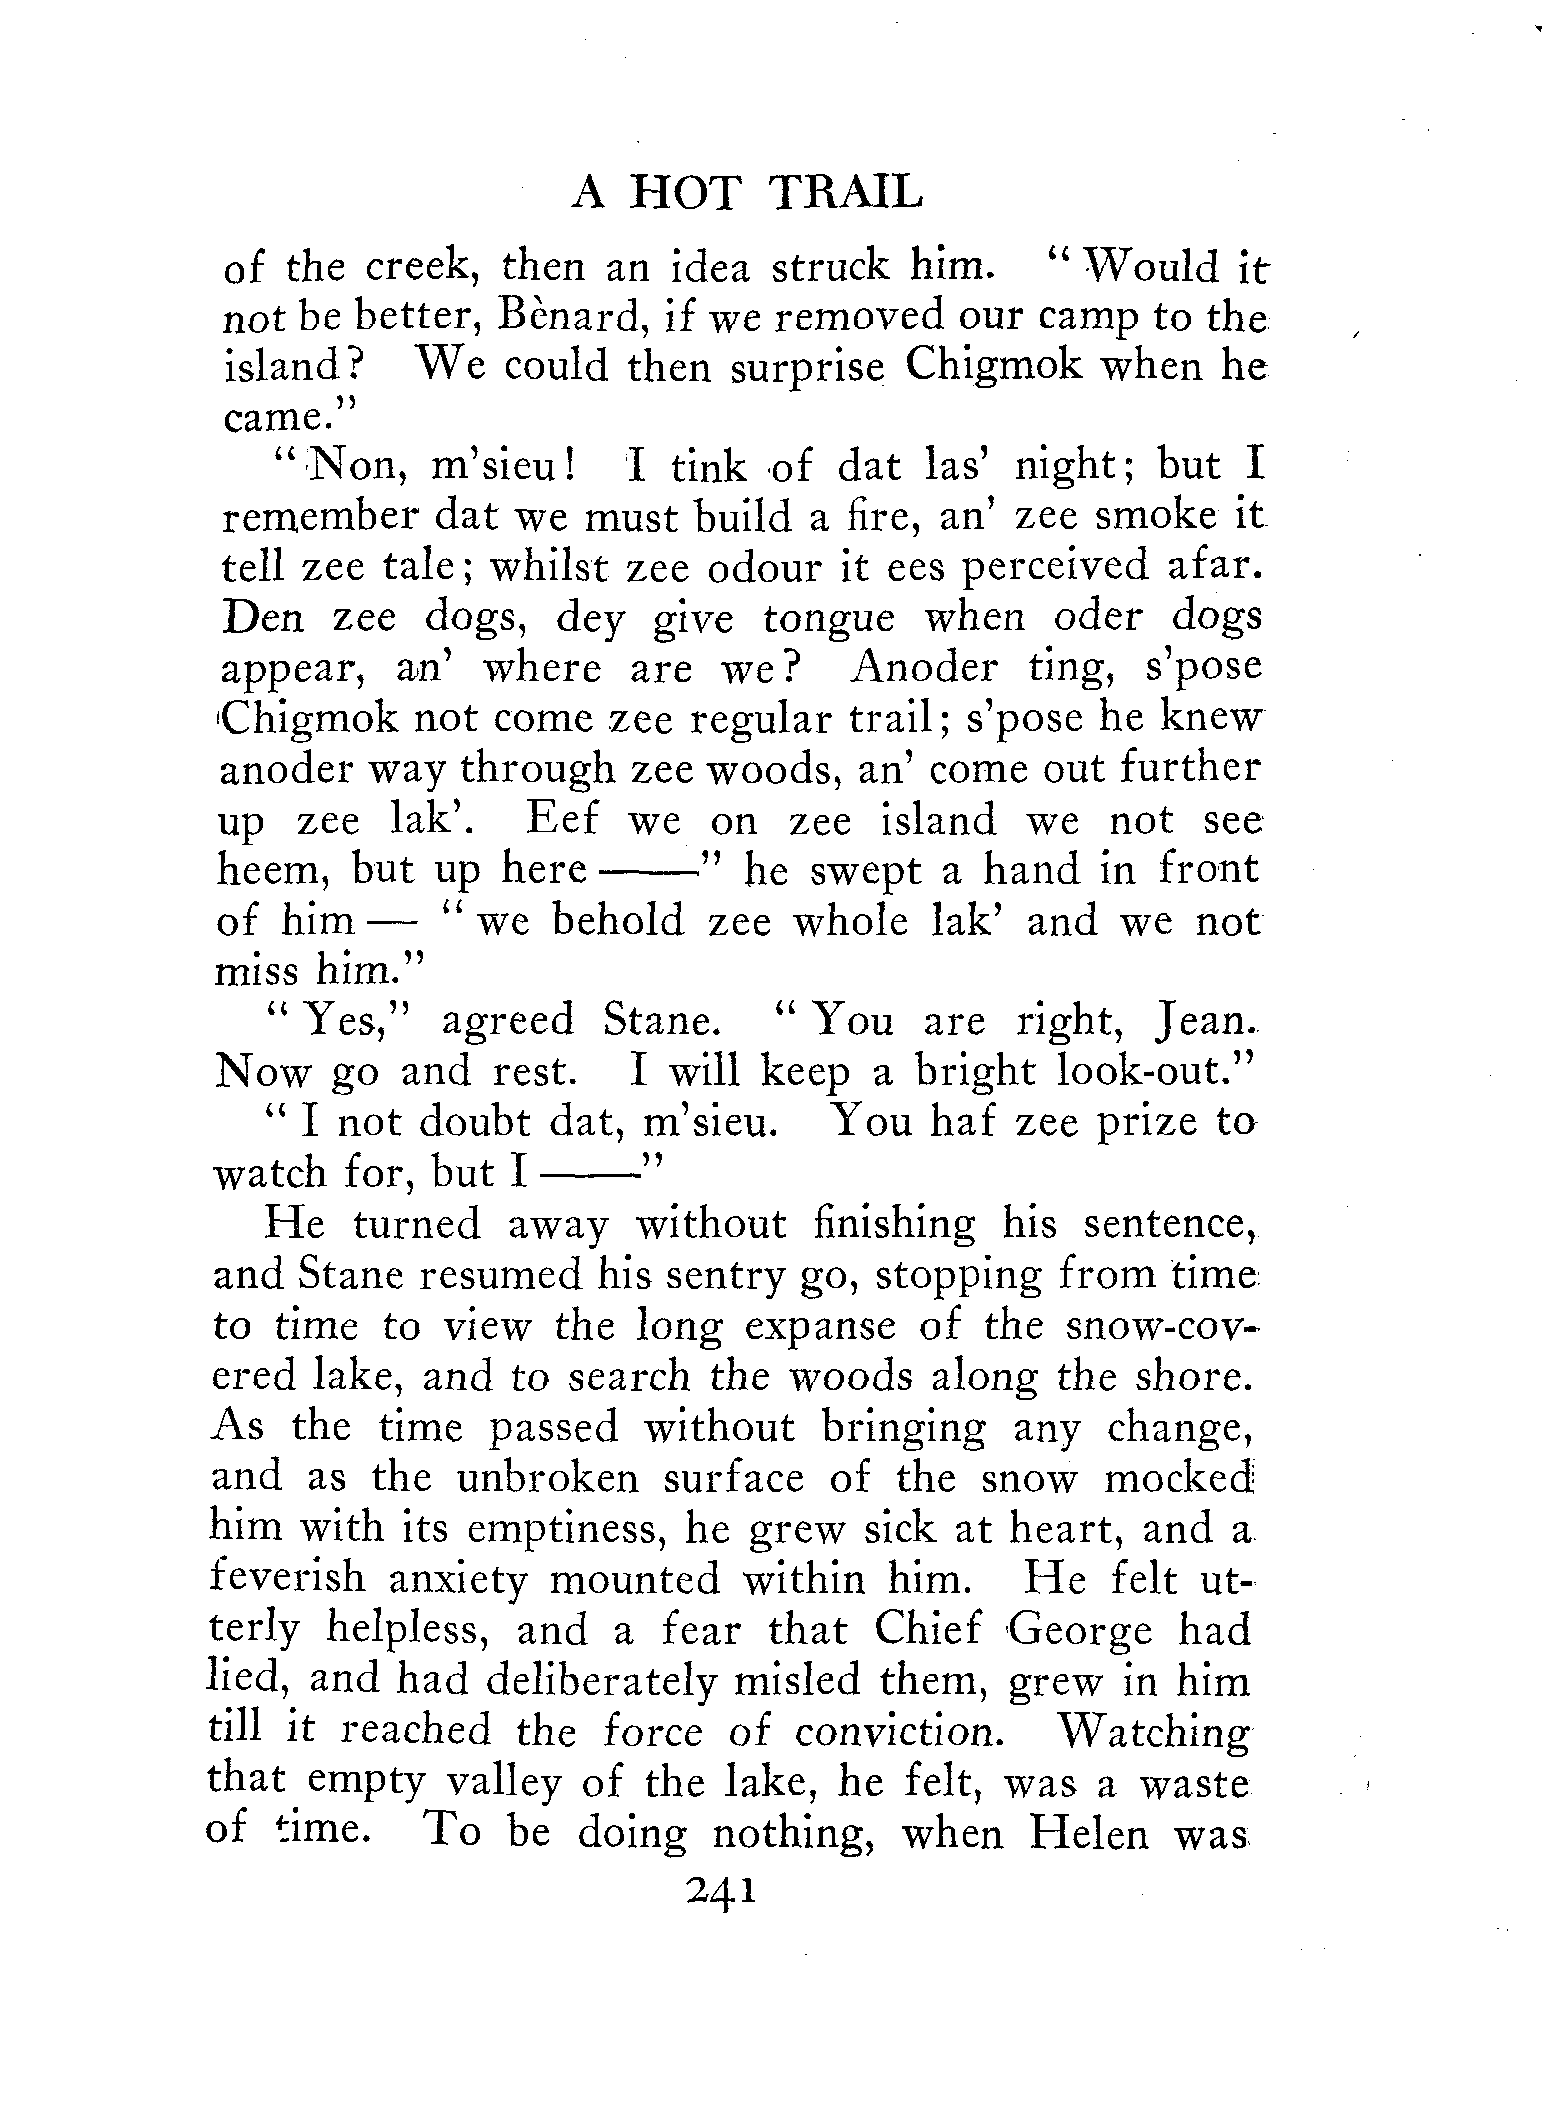 A HOT TRAIL
of the creek, then an idea struck him. " Would it
not be better, Bènard, if we removed our camp to the
island? We could then surprise Chigmok when he
came."
" Non, m'sieu! I tink of dat las' night; but I
remember dat we must build a fire, an' zee smoke it
tell zee tale; whilst zee odour it ees perceived afar.
Den zee dogs, dey give tongue when oder dogs
appear, an' where are we? Anoder ting, s'pose
Chigmok not come zee regular trail; s'pose he knew
anoder way through zee woods, an' come out further
up zee lak'. Eef we on zee island we not see
heem, but up here ——" he swept a hand in front
of him — " we behold zee whole lak' and we not
miss him."
" Yes," agreed Stane. " You are right, Jean.
Now go and rest. I will keep a bright look-out."
" I not doubt dat, m'sieu. You haf zee prize to
watch for, but I ——"
He turned away without finishing his sentence,
and Stane resumed his sentry go, stopping from time
to time to view the long expanse of the snow-cov-
ered lake, and to search the woods along the shore.
As the time passed without bringing any change,
and as the unbroken surface of the snow mocked
him with its emptiness, he grew sick at heart, and a
feverish anxiety mounted within him. He felt ut-
terly helpless, and a fear that Chief George had
lied, and had deliberately misled them, grew in him
till it reached the force of conviction. Watching
that empty valley of the lake, he felt, was a waste
of time. To be doing nothing, when Helen was
241